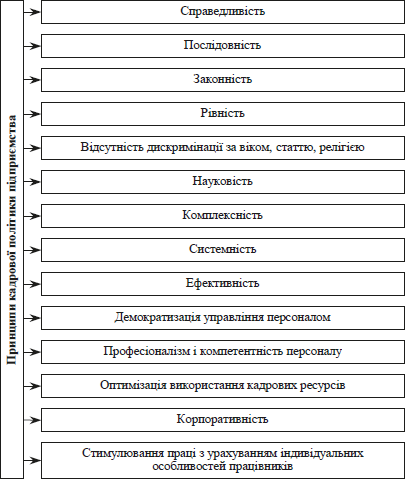 Принципи кадрової політики підприємства
Справедливість
Послідовність
Законність
Рівність
Відсутність дискримінації за віком, статтю, релігією
Науковість
Комплексність
Системність
Ефективність
Демократизація управління персоналом
Професіоналізм і компетентність персоналу
Оптимізація використання кадрових ресурсів
Корпоративність
Стимулювання праці з урахуванням індивідуальних
особливостей працівників